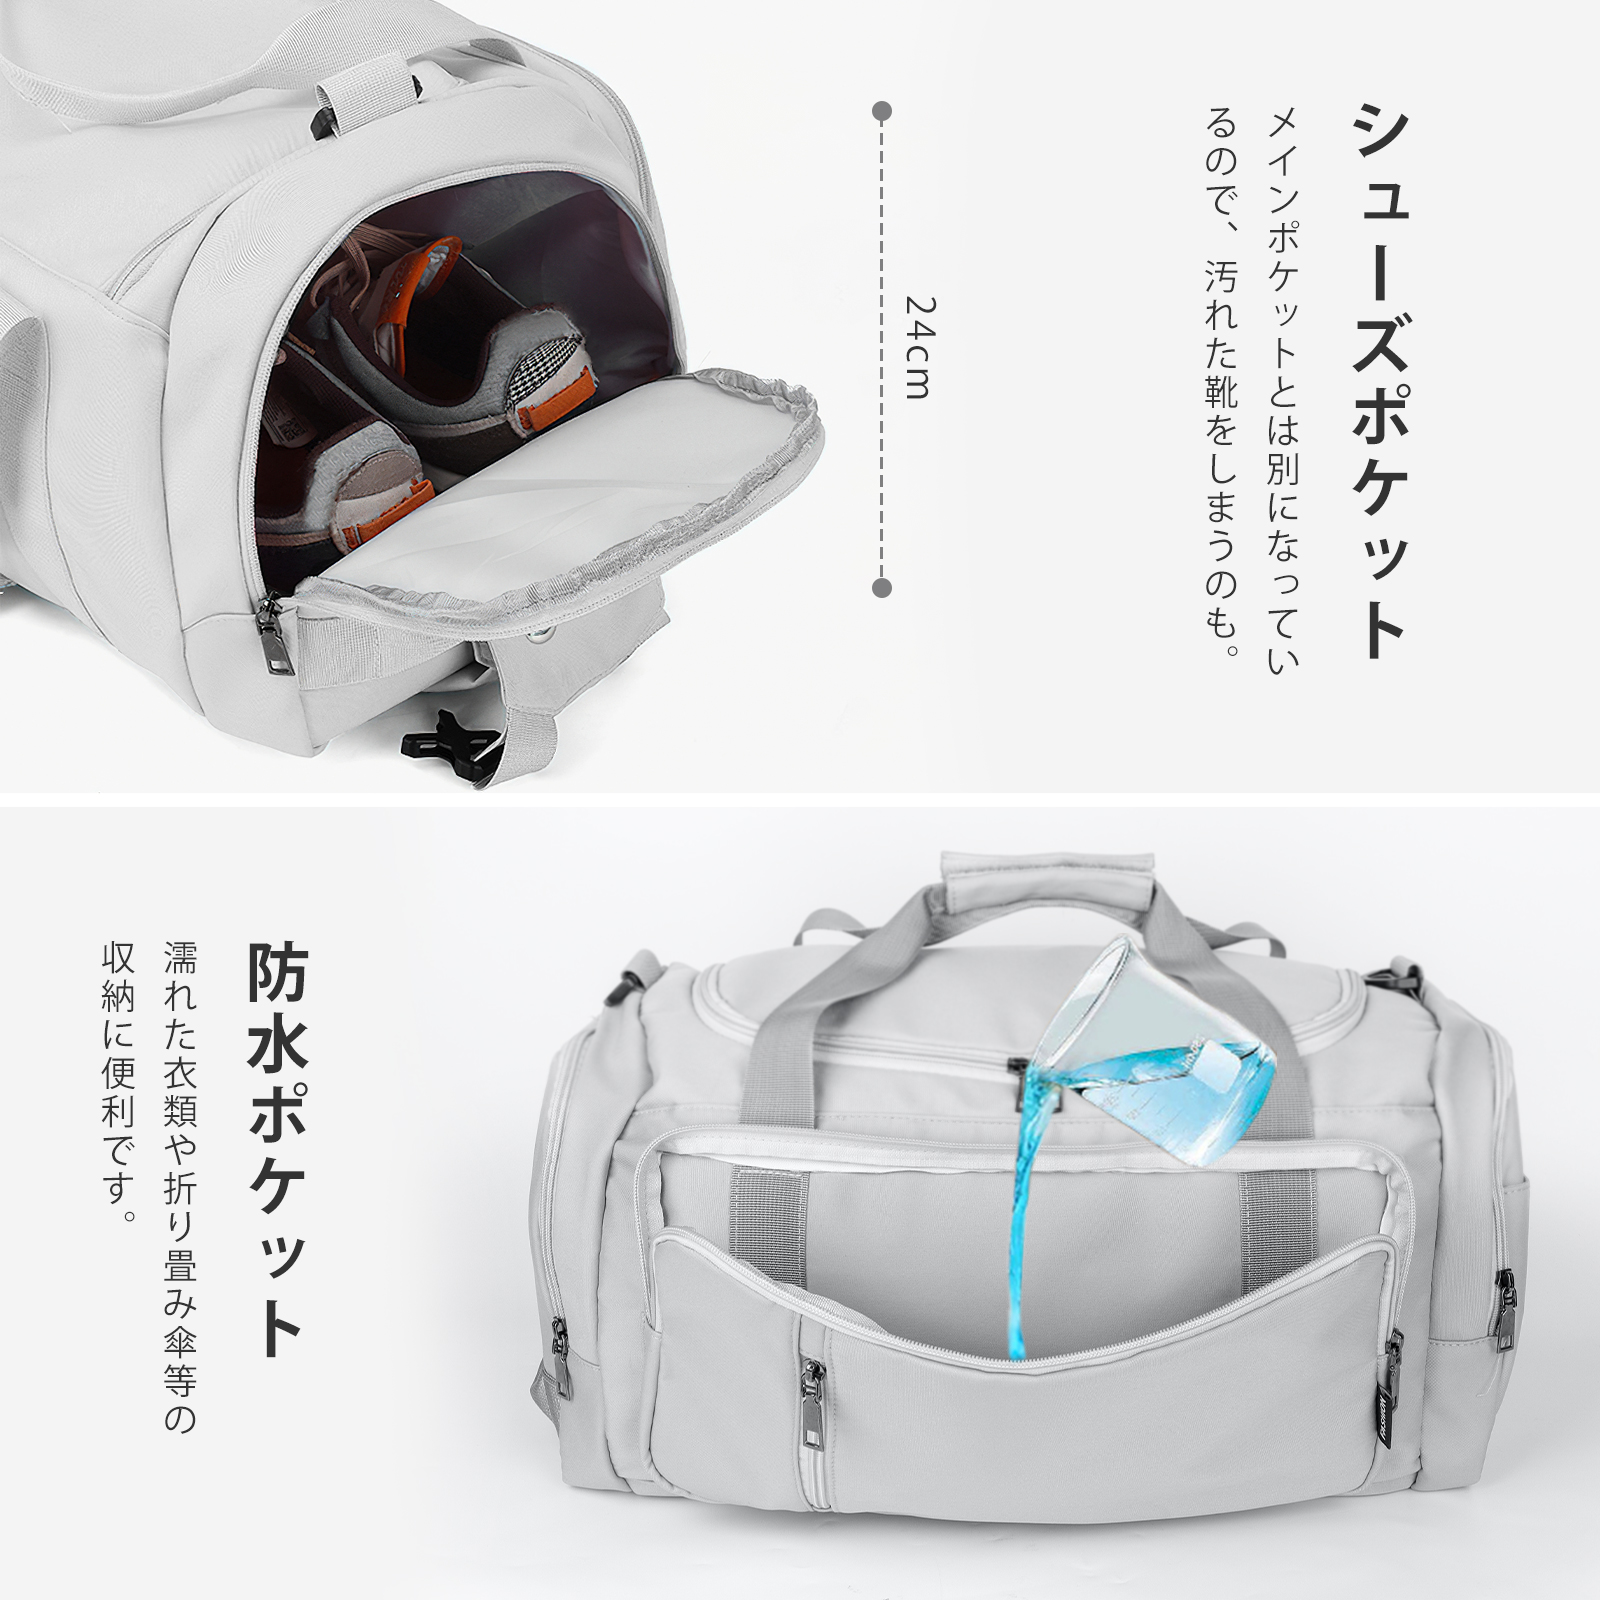 シューズポケット
メインポケットとは別になってい
るので、汚れた靴をしまうのも。
24cm
防水ポケット
濡れた衣類や折り畳み傘等の
収納に便利です。
FASHION